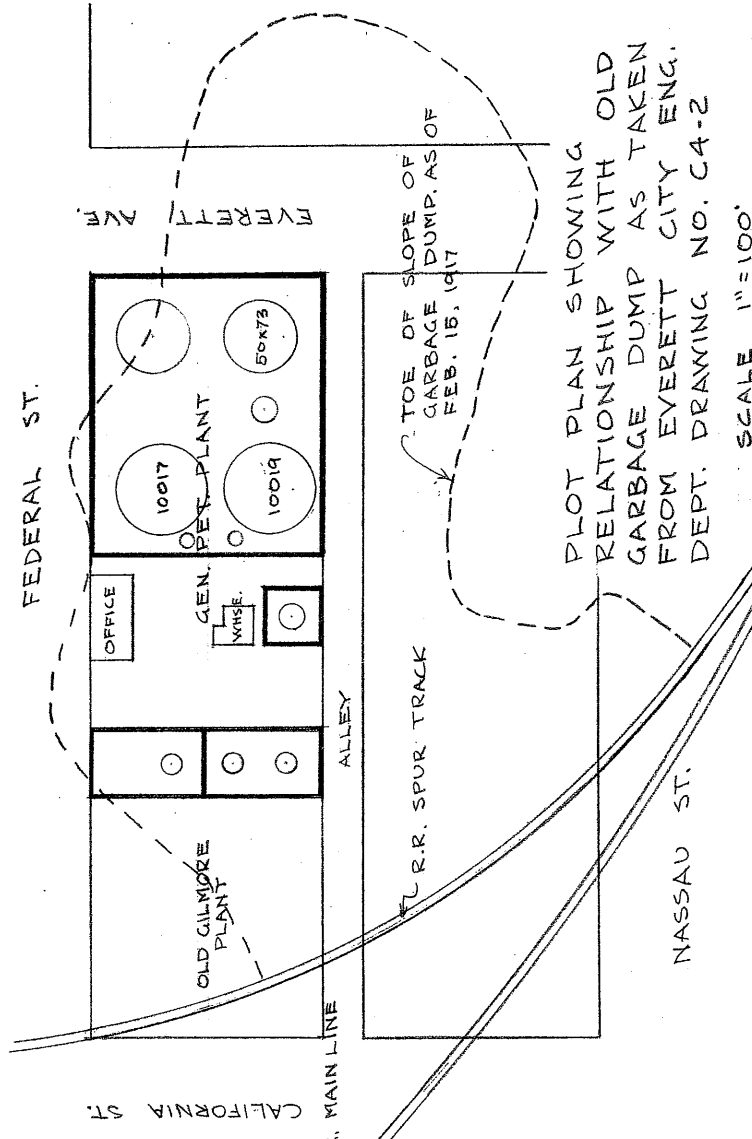 FEDERAL ST.
EVERETT AVE.
OFFICE
GEN. PET. PLANT
WHSE.
10017
10019
50x73
OLD GILMORE
PLANT
ALLEY
R.R. SPUR TRACK
MAIN LINE
CALIFORNIA ST.
NASSAU ST.
TOE OF SLOPE OF
GARBAGE DUMP. AS OF
FEB. 15, 1917
PLOT PLAN SHOWING
RELATIONSHIP WITH OLD
GARBAGE DUMP AS TAKEN
FROM EVERETT CITY ENG.
DEPT. DRAWING NO. C4-2
SCALE 1"=100'